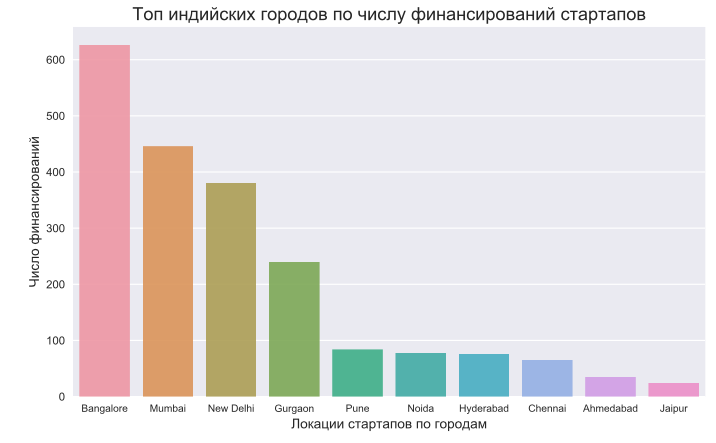 Топ индийских городов по числу финансирований стартапов
Число финансирований
600
500
400
300
200
100
0
Bangalore Mumbai New Delhi Gurgaon Pune Noida Hyderabad Chennai Ahmedabad Jaipur
Локации стартапов по городам